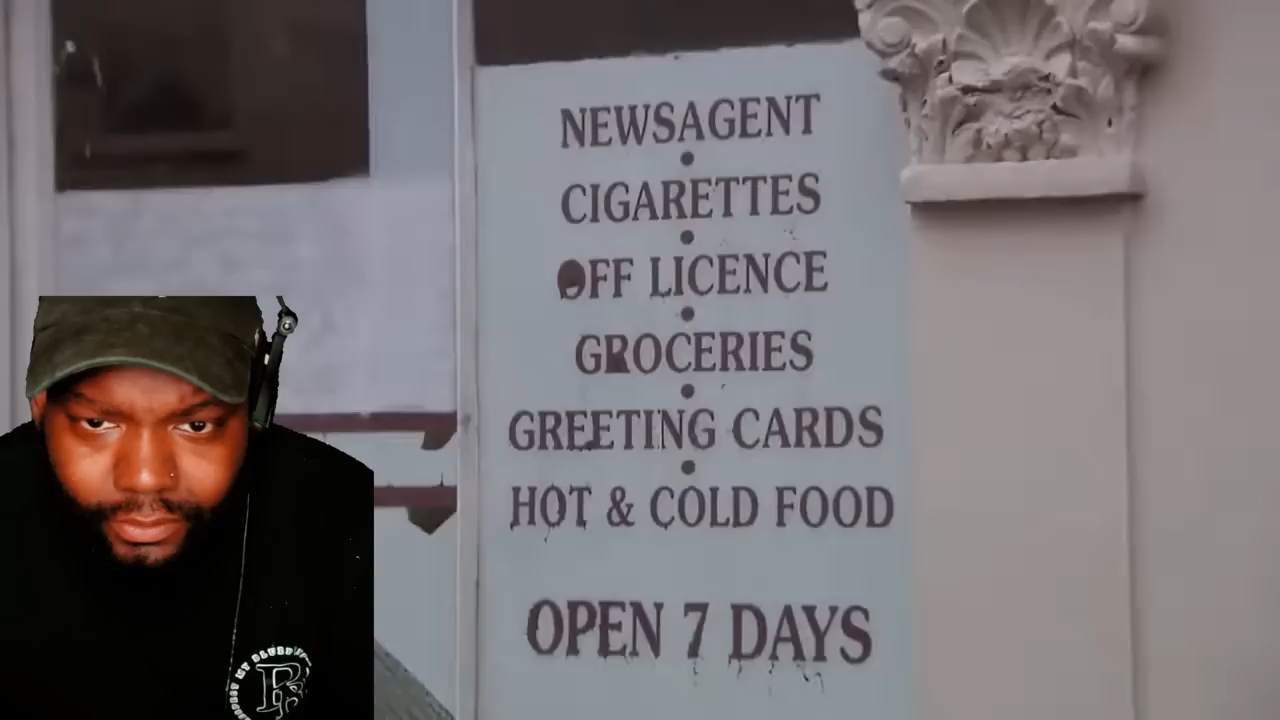 NEWSAGENT
CIGARETTES
OFF LICENCE
GROCERIES
GREETING CARDS
HOT & COLD FOOD
OPEN 7 DAYS